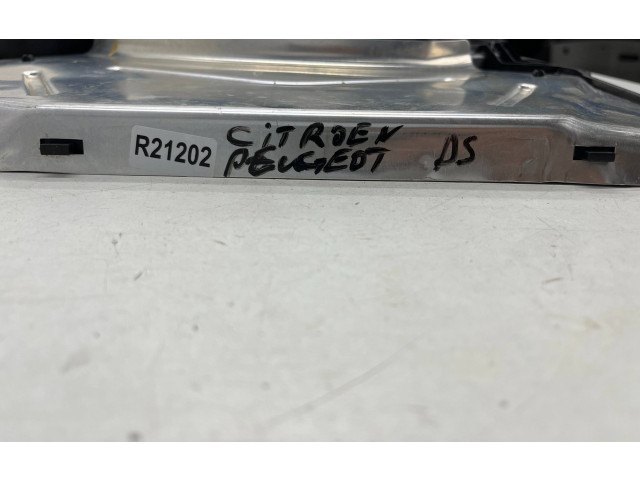 R21202
CiTROEN
PEUGEOT DS